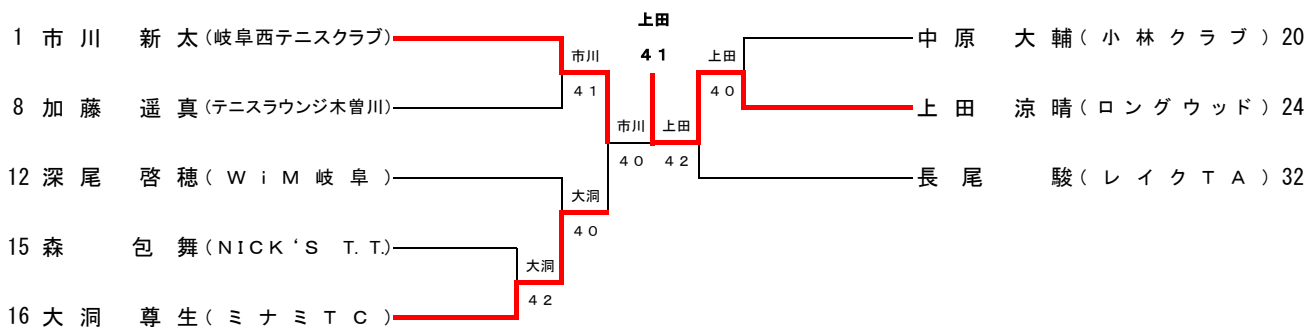 上田
1 市川 新太(岐阜西テニスクラブ) 市川 41 上田 中原 大輔(小林クラブ) 20
41 40
8 加藤 遥真(テニスラウンジ木曽川) 上田 涼晴(ロングウッド) 24
市川 上田
40 42
12 深尾 啓穂(WiM岐阜) 長尾 駿(レイクTA) 32
大洞
40
15 森 包舞(NICK‘S T.T.)
大洞
42
16 大洞 尊生(ミナミTC)